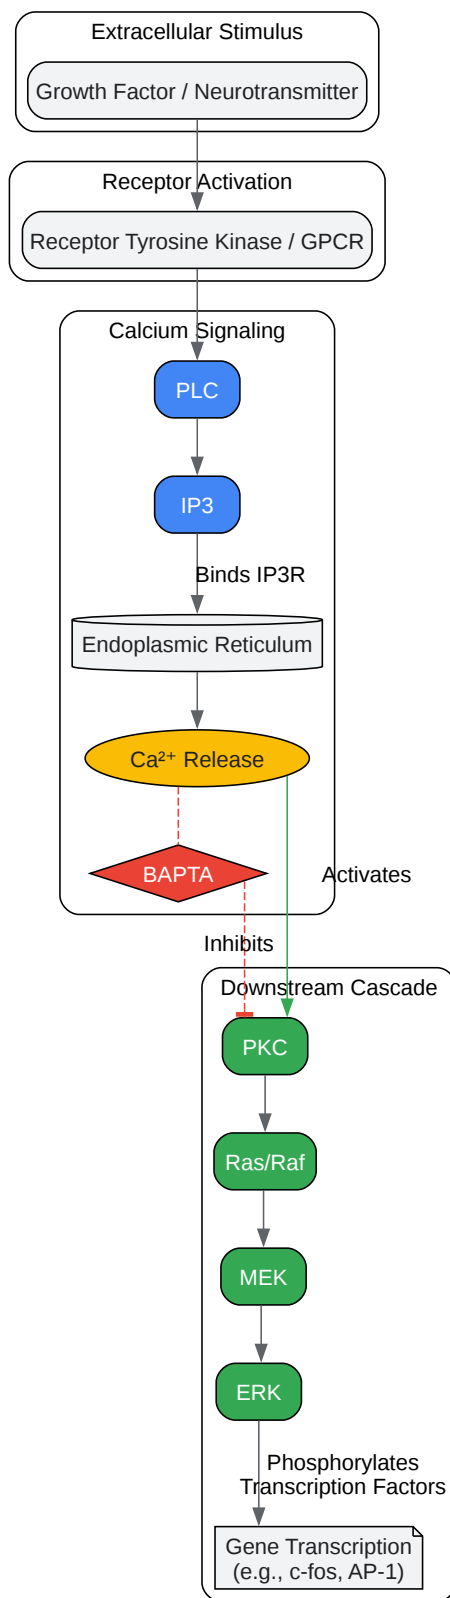 Extracellular Stimulus
Growth Factor / Neurotransmitter
Receptor Activation
Receptor Tyrosine Kinase / GPCR
Calcium Signaling
PLC
IP3
Binds IP3R
Endoplasmic Reticulum
Ca²⁺ Release
BAPTA
Activates
Inhibits
Downstream Cascade
PKC
Ras/Raf
MEK
ERK
Phosphorylates
Transcription Factors
Gene Transcription
(e.g., c-fos, AP-1)